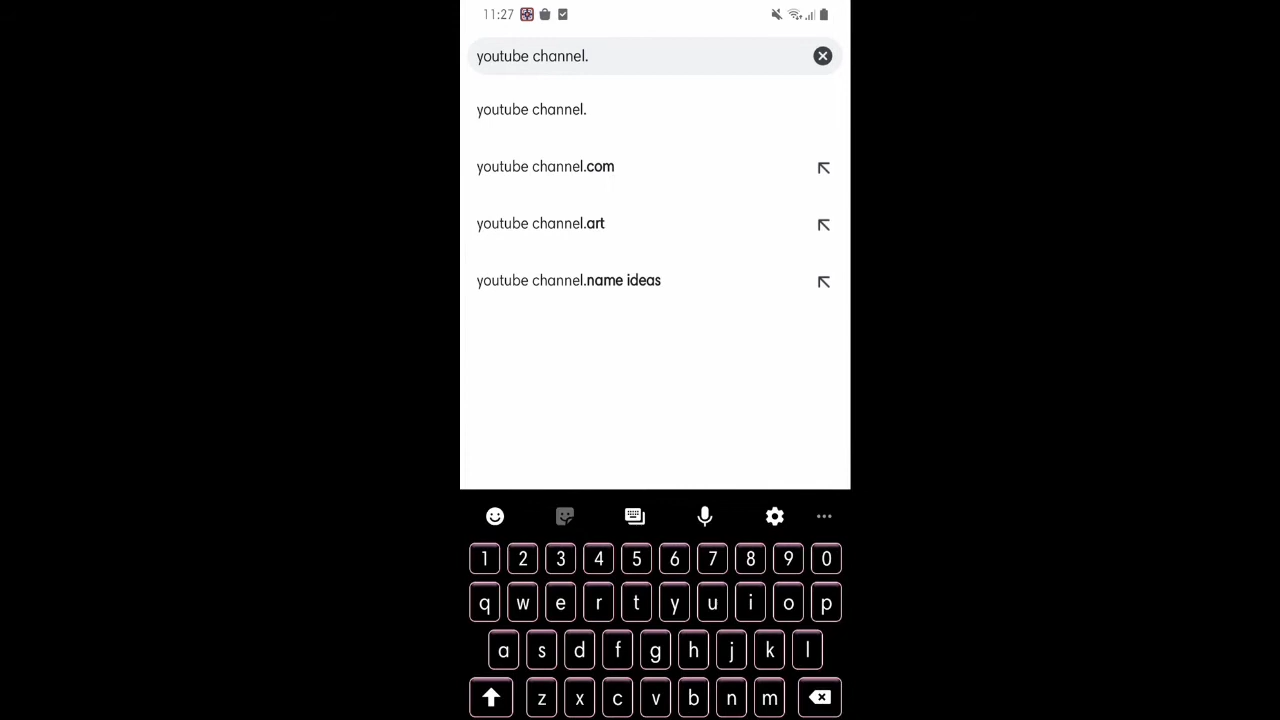 11:27
youtube channel.
youtube channel.
youtube channel.com
youtube channel.art
youtube channel.name ideas
1 2 3 4 5 6 7 8 9 0
q w e r t y u i o p
a s d f g h j k l
z x c v b n m